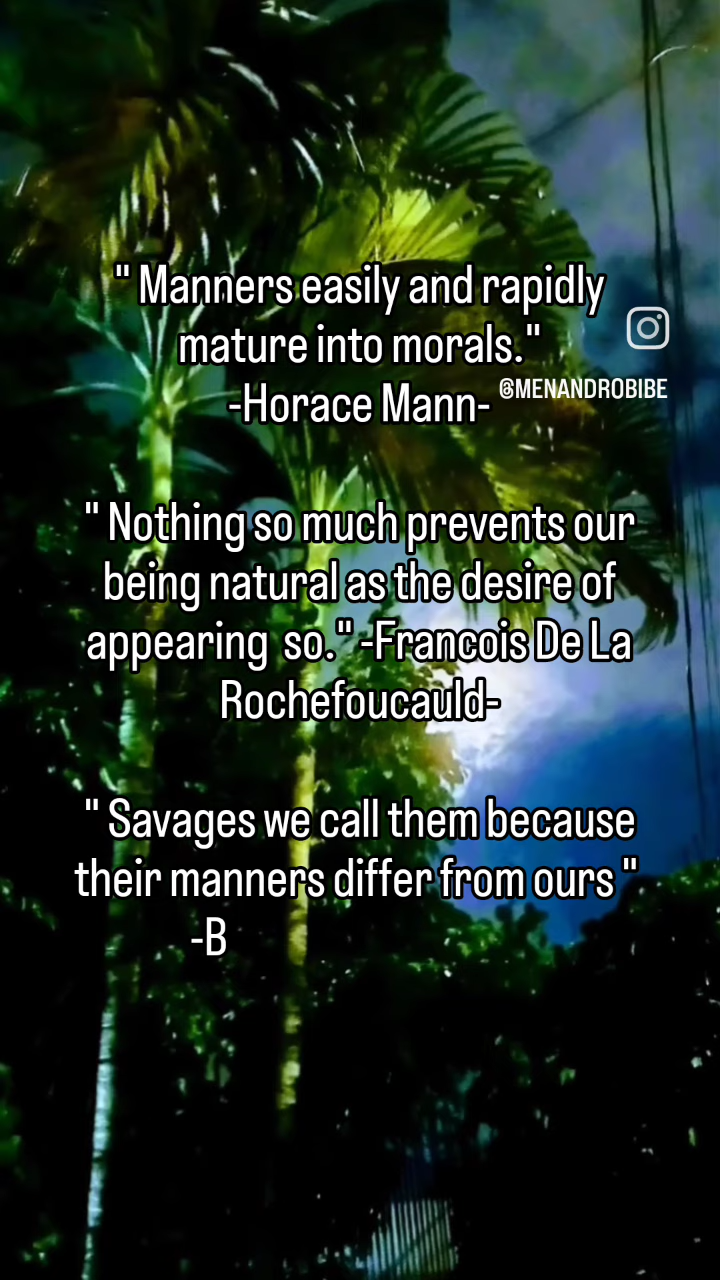 " Manners easily and rapidly
mature into morals."
-Horace Mann-
@MENANDROBIBE
" Nothing so much prevents our
being natural as the desire of
appearing  so." -Francois De La
Rochefoucauld-
" Savages we call them because
their manners differ from ours "
-B